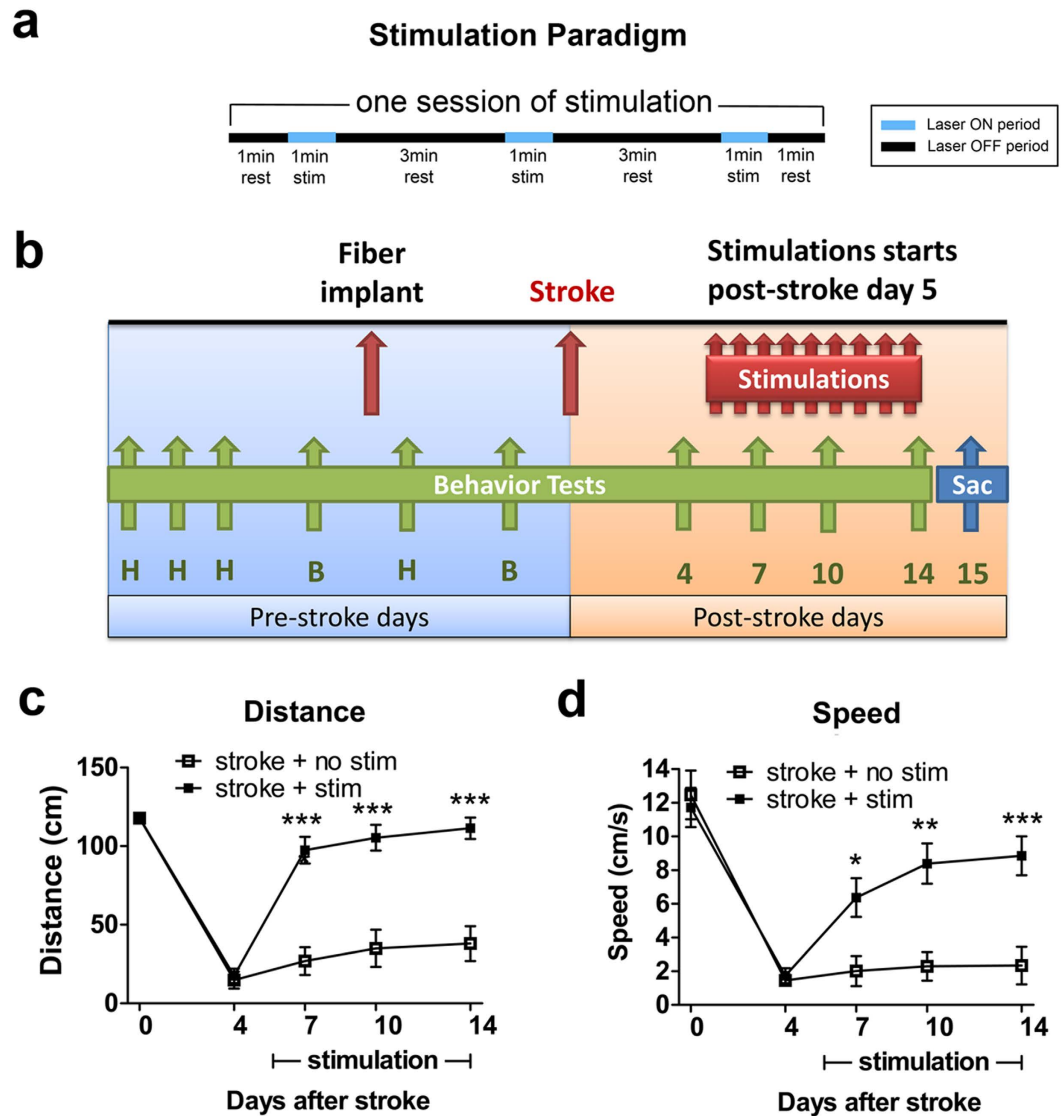 a
Stimulation Paradigm
one session of stimulation
1min
rest
1min
stim
3min
rest
1min
stim
3min
rest
1min
stim
1min
rest
Laser ON period
Laser OFF period
b
Fiber
implant
Stroke
Stimulations starts
post-stroke day 5
Stimulations
Behavior Tests
Sac
H H H B H B 4 7 10 14 15
Pre-stroke days
Post-stroke days
c
Distance
stroke + no stim
stroke + stim
150
100
50
0
Distance (cm)
*** *** ***
0 4 7 10 14
stimulation
Days after stroke
d
Speed
stroke + no stim
stroke + stim
14
12
10
8
6
4
2
0
Speed (cm/s)
* ** ***
0 4 7 10 14
stimulation
Days after stroke